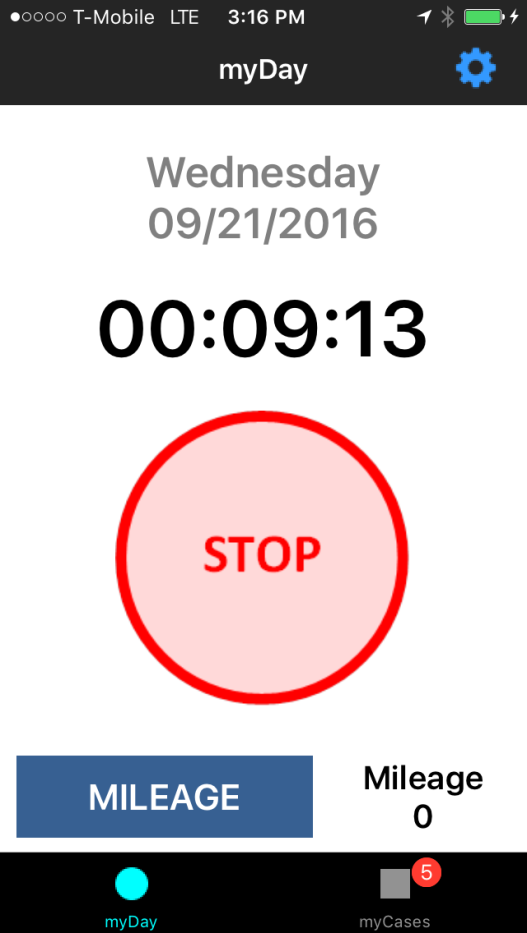 T-Mobile LTE 3:16 PM
myDay
Wednesday
09/21/2016
00:09:13
STOP
MILEAGE
Mileage
0
5
myDay
myCases